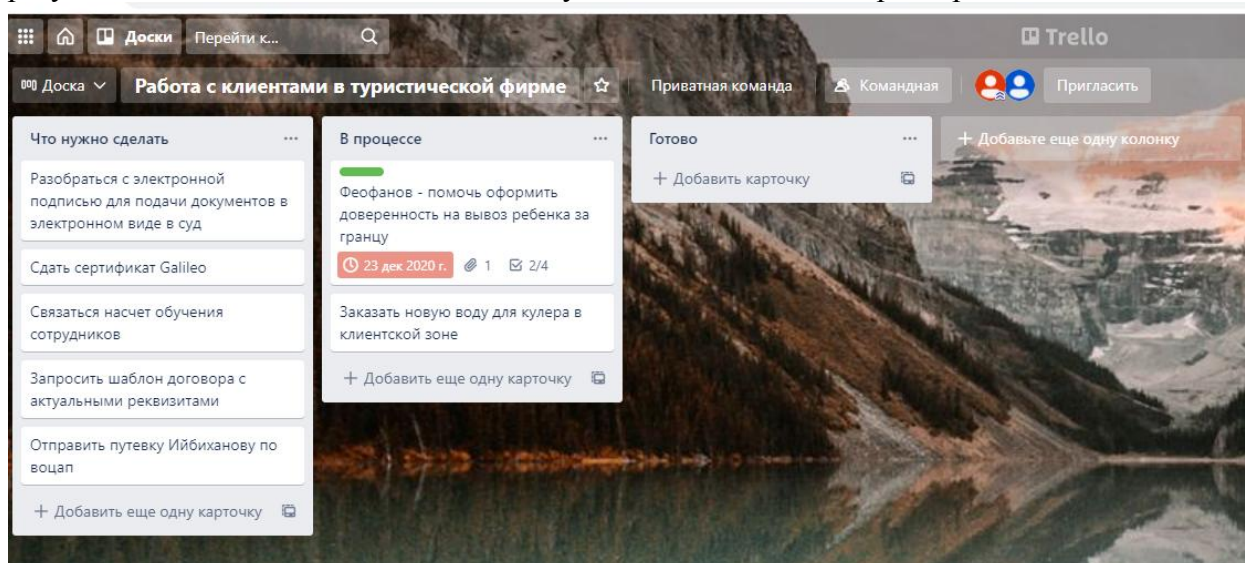 Доски Перейти к... Trello
Доска Работа с клиентами в туристической фирме Приватная команда Командная Пригласить
Что нужно сделать
Разобраться с электронной
подписью для подачи документов в
электронном виде в суд
Сдать сертификат Galileo
Связаться насчет обучения
сотрудников
Запросить шаблон договора с
актуальными реквизитами
Отправить путевку Ийбиханову по
воцап
+ Добавить еще одну карточку
В процессе
Феофанов - помочь оформить
доверенность на вывоз ребенка за
гранцу
23 дек 2020 г. 1 2/4
Заказать новую воду для кулера в
клиентской зоне
+ Добавить еще одну карточку
Готово
+ Добавить карточку
+ Добавьте еще одну колонку